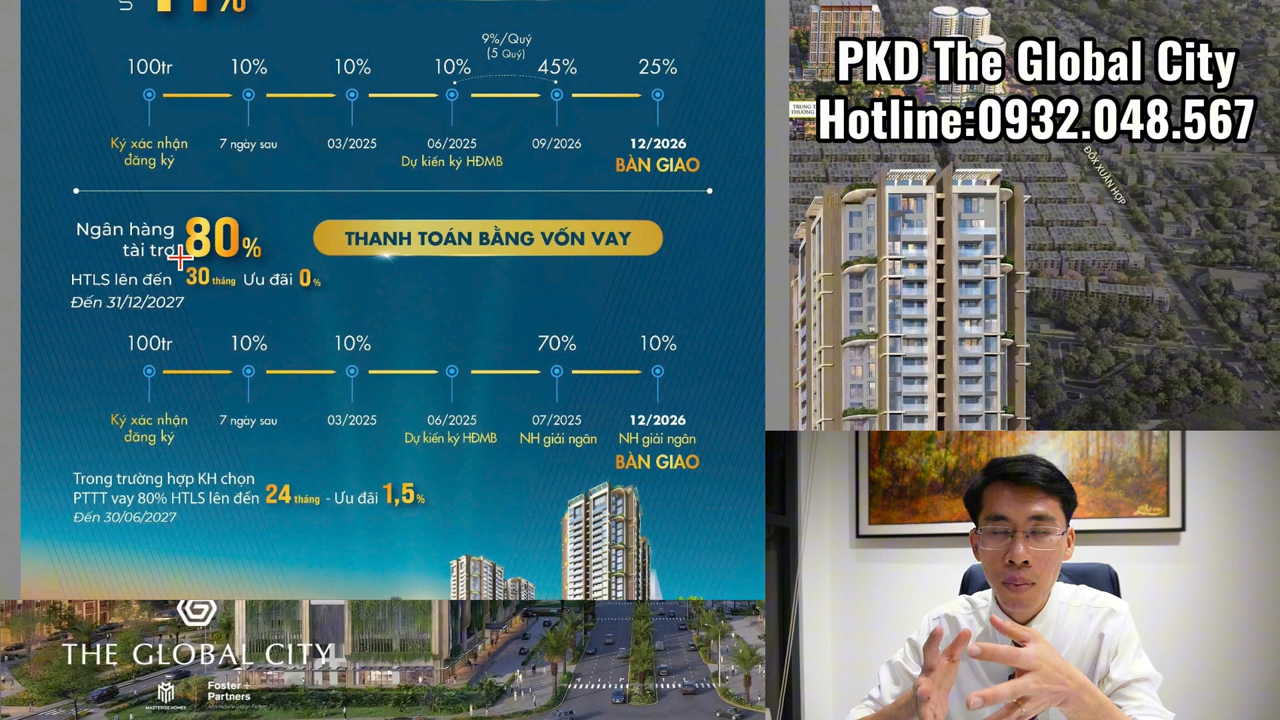 9%/Quý
(5 Quý)
100tr 10% 10% 10% 45% 25%
Ký xác nhận đăng ký
7 ngày sau
03/2025
06/2025
Dự kiến ký HĐMB
09/2026
12/2026
BÀN GIAO
Ngân hàng
tài trợ 80%
HTLS lên đến 30 tháng Ưu đãi 0%
Đến 31/12/2027
THANH TOÁN BẰNG VỐN VAY
100tr 10% 10% 70% 10%
Ký xác nhận đăng ký
7 ngày sau
03/2025
06/2025
Dự kiến ký HĐMB
07/2025
NH giải ngân
12/2026
NH giải ngân
BÀN GIAO
Trong trường hợp KH chọn
PTTT vay 80% HTLS lên đến 24 tháng - Ưu đãi 1,5%
Đến 30/06/2027
THE GLOBAL CITY
MASTERISE HOMES
Foster +
Partners
PKD The Global City
Hotline:0932.048.567
ĐỖ XUÂN HỢP